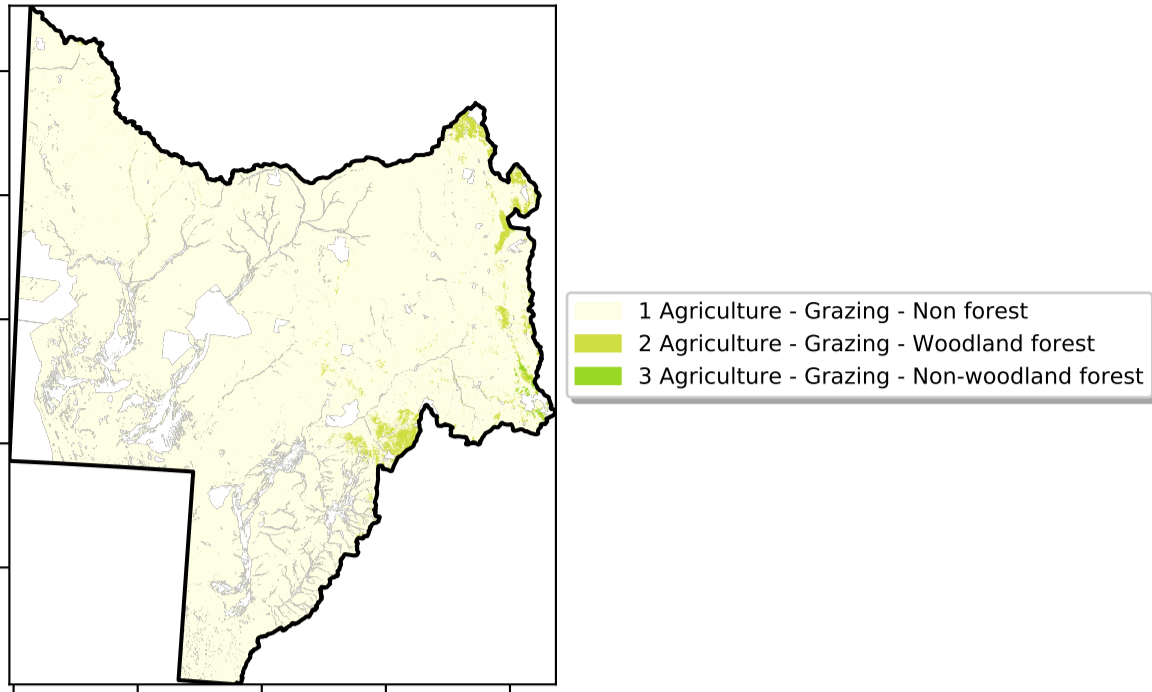 1 Agriculture - Grazing - Non forest
2 Agriculture - Grazing - Woodland forest
3 Agriculture - Grazing - Non-woodland forest